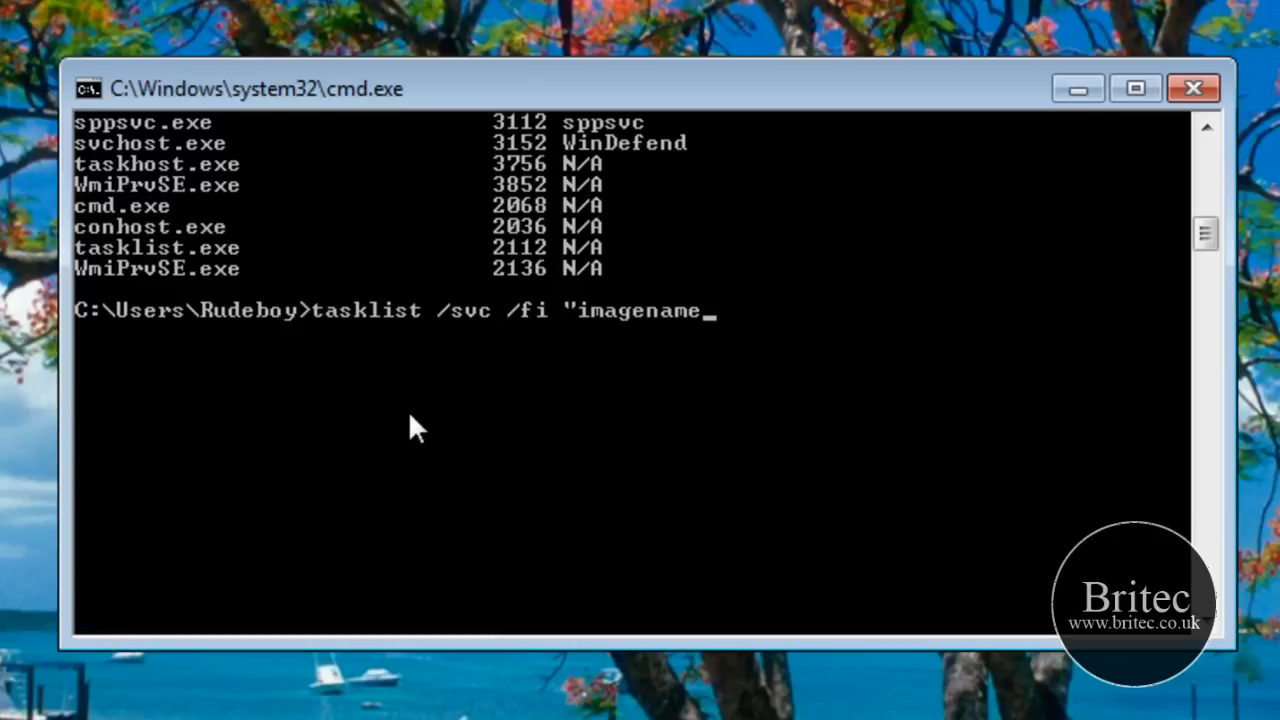 C:\Windows\system32\cmd.exe
sppsvc.exe 3112 sppsvc
svchost.exe 3152 WinDefend
taskhost.exe 3756 N/A
WmiPrvSE.exe 3852 N/A
cmd.exe 2068 N/A
conhost.exe 2036 N/A
tasklist.exe 2112 N/A
WmiPrvSE.exe 2136 N/A
C:\Users\Rudeboy>tasklist /svc /fi "imagename_
Britec
www.britec.co.uk